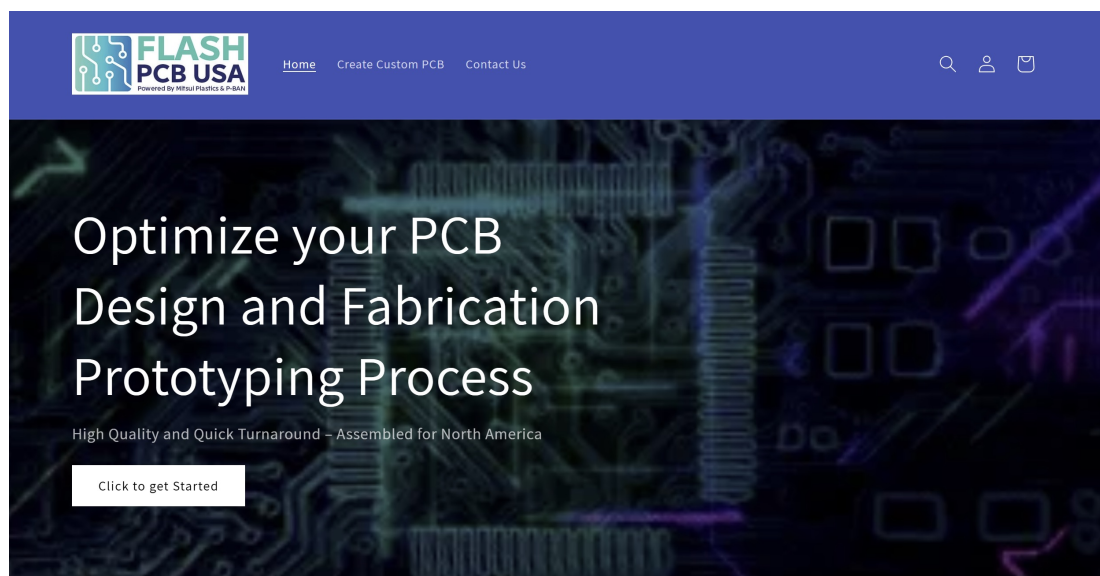 FLASH
PCB USA
Powered By Mitsui Plastics & P-BAN
Home Create Custom PCB Contact Us
Optimize your PCB
Design and Fabrication
Prototyping Process
High Quality and Quick Turnaround – Assembled for North America
Click to get Started